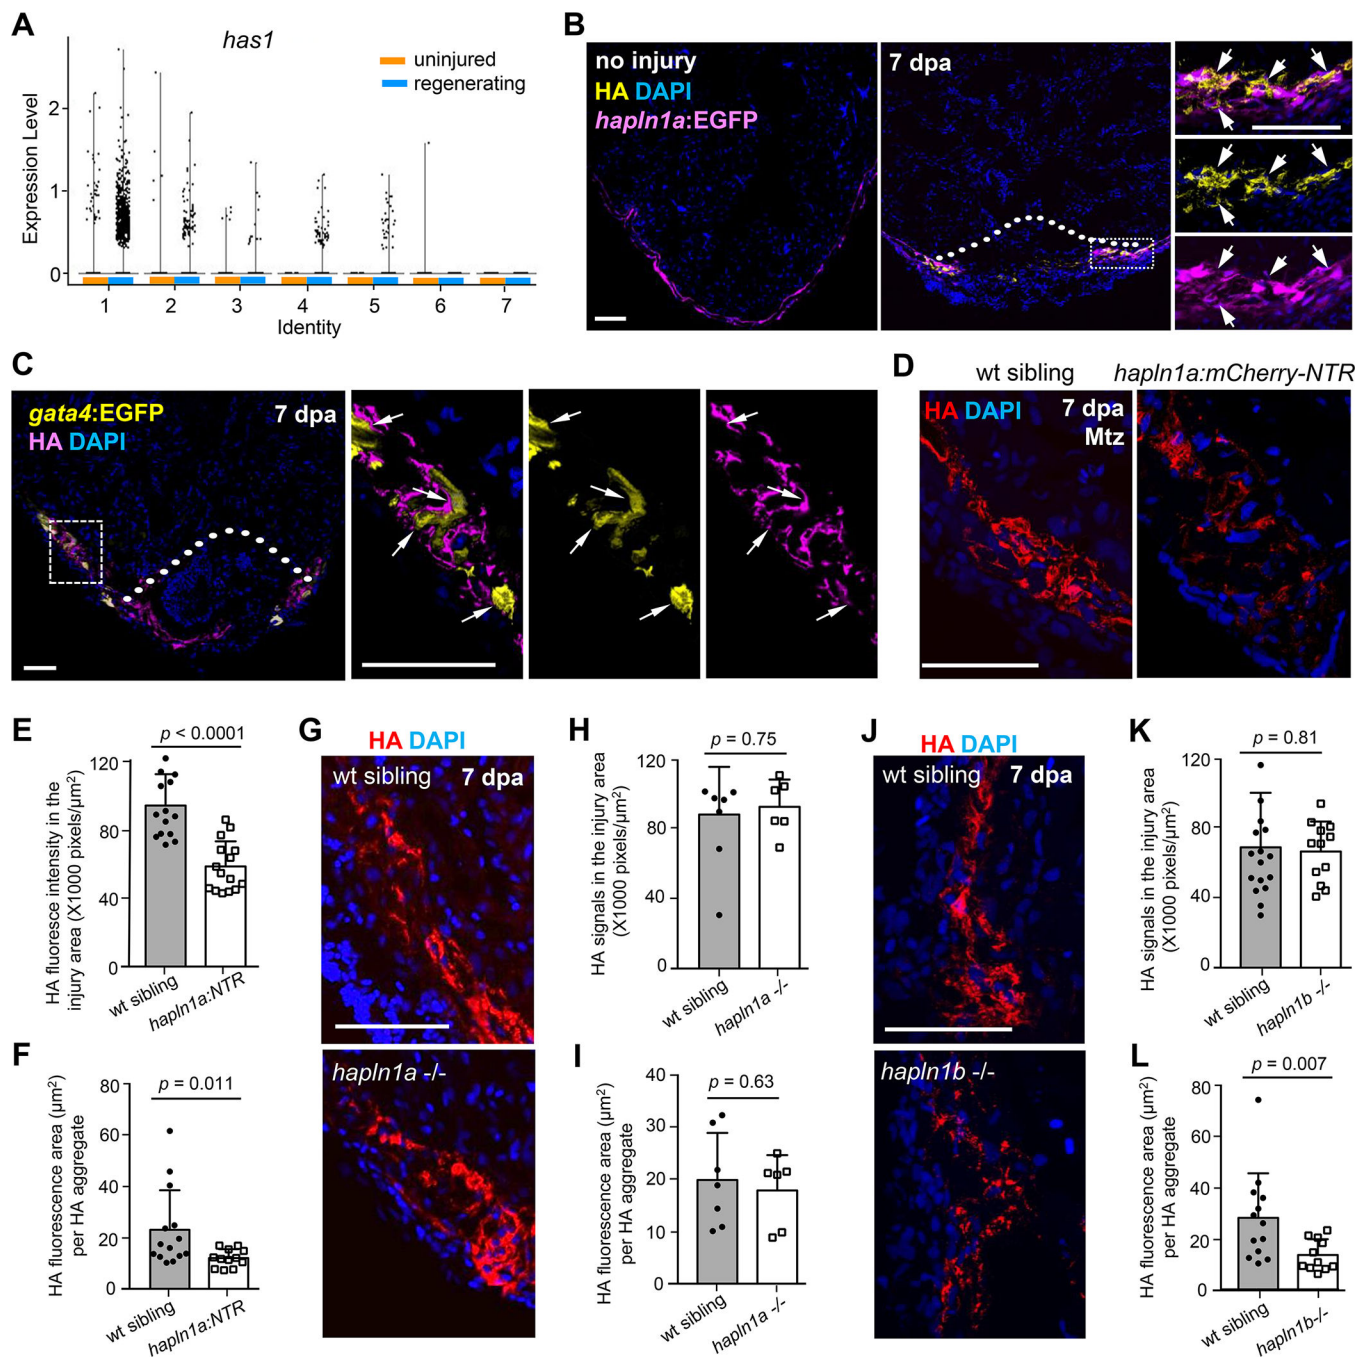 A
has1
uninjured
regenerating
Expression Level
2
1
0
1 2 3 4 5 6 7
Identity
B
no injury
HA DAPI
hapln1a:EGFP
7 dpa
C
gata4:EGFP
HA DAPI
7 dpa
D
wt sibling
hapln1a:mCherry-NTR
HA DAPI
7 dpa
Mtz
E
p < 0.0001
HA fluoresce intensity in the
injury area (X1000 pixels/µm²)
120
80
40
0
wt sibling
hapln1a:NTR
F
p = 0.011
HA fluorescence area (µm²)
per HA aggregate
80
60
40
20
0
wt sibling
hapln1a:NTR
G
HA DAPI
wt sibling
7 dpa
hapln1a -/-
H
p = 0.75
HA signals in the injury area
(X1000 pixels/µm²)
120
80
40
0
wt sibling
hapln1a -/-
I
p = 0.63
HA fluorescence area (µm²)
per HA aggregate
40
30
20
10
0
wt sibling
hapln1a -/-
J
HA DAPI
wt sibling
7 dpa
hapln1b -/-
K
p = 0.81
HA signals in the injury area
(X1000 pixels/µm²)
120
80
40
0
wt sibling
hapln1b -/-
L
p = 0.007
HA fluorescence area (µm²)
per HA aggregate
80
60
40
20
0
wt sibling
hapln1b-/-